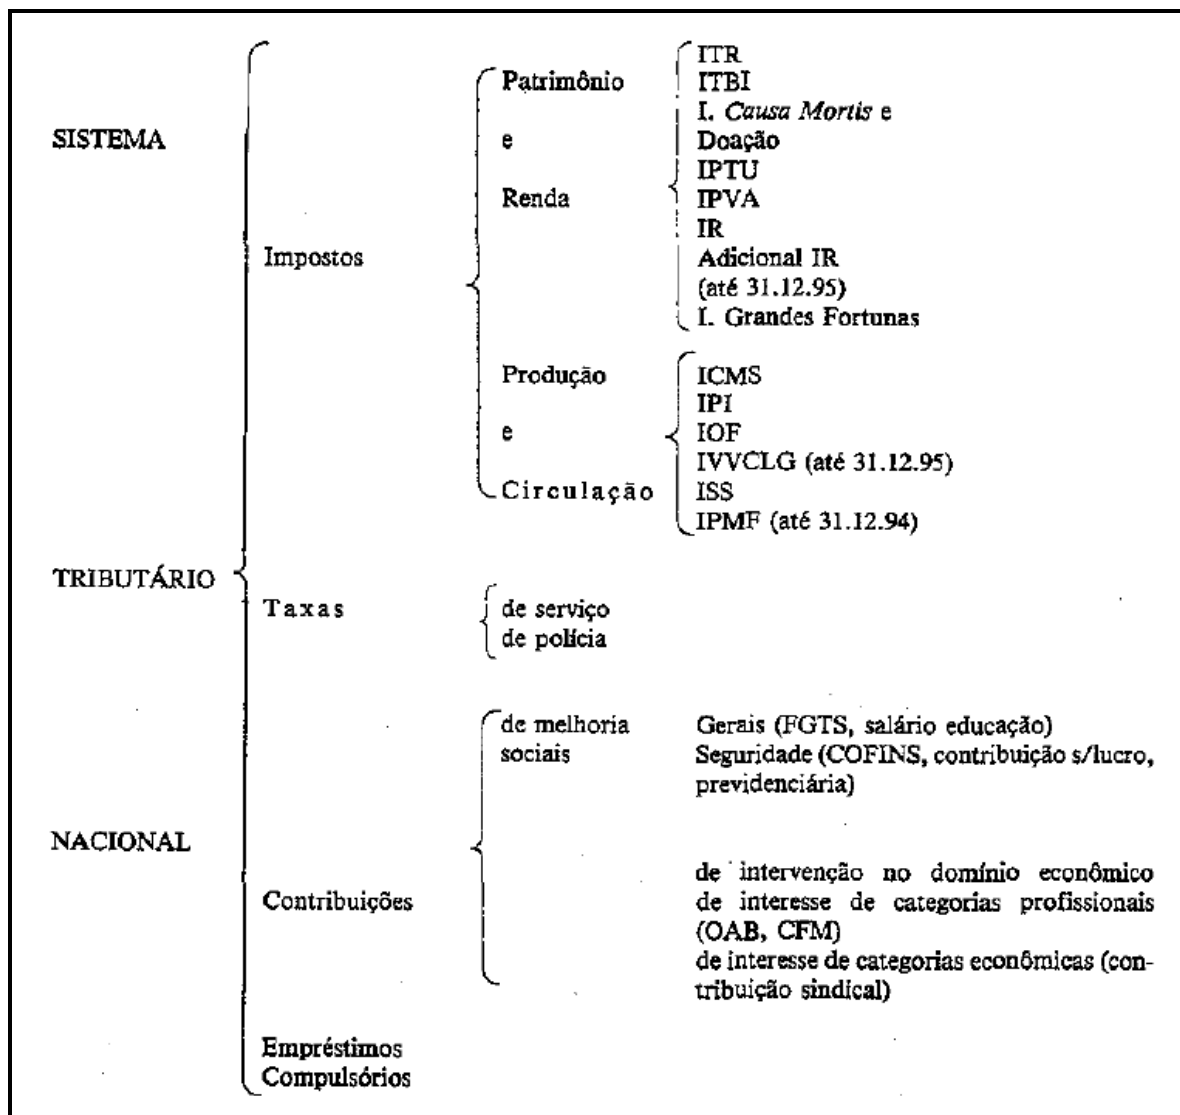 SISTEMA
TRIBUTÁRIO
NACIONAL
Impostos
Patrimônio
e
Renda
ITR
ITBI
I. Causa Mortis e
Doação
IPTU
IPVA
IR
Adicional IR
(até 31.12.95)
I. Grandes Fortunas
Produção
e
Circulação
ICMS
IPI
IOF
IVVCLG (até 31.12.95)
ISS
IPMF (até 31.12.94)
Taxas
de serviço
de polícia
Contribuições
de melhoria
sociais
Gerais (FGTS, salário educação)
Seguridade (COFINS, contribuição s/lucro,
previdenciária)
de intervenção no domínio econômico
de interesse de categorias profissionais
(OAB, CFM)
de interesse de categorias econômicas (con-
tribuição sindical)
Empréstimos
Compulsórios